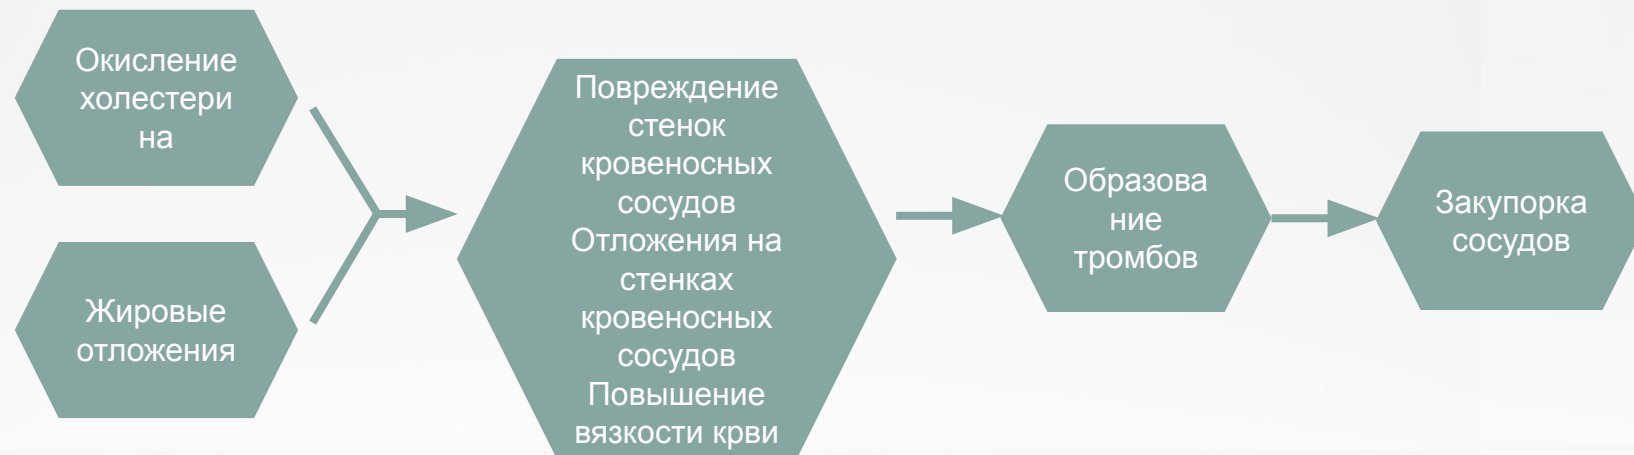 Окисление
холестери
на
Жировые
отложения
Повреждение
стенок
кровеносных
сосудов
Отложения на
стенках
кровеносных
сосудов
Повышение
вязкости крви
Образова
ние
тромбов
Закупорка
сосудов